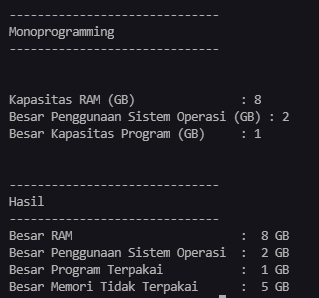 ------------------------------
Monoprogramming
------------------------------
Kapasitas RAM (GB) : 8
Besar Penggunaan Sistem Operasi (GB) : 2
Besar Kapasitas Program (GB) : 1
------------------------------
Hasil
------------------------------
Besar RAM : 8 GB
Besar Penggunaan Sistem Operasi : 2 GB
Besar Program Terpakai : 1 GB
Besar Memori Tidak Terpakai : 5 GB